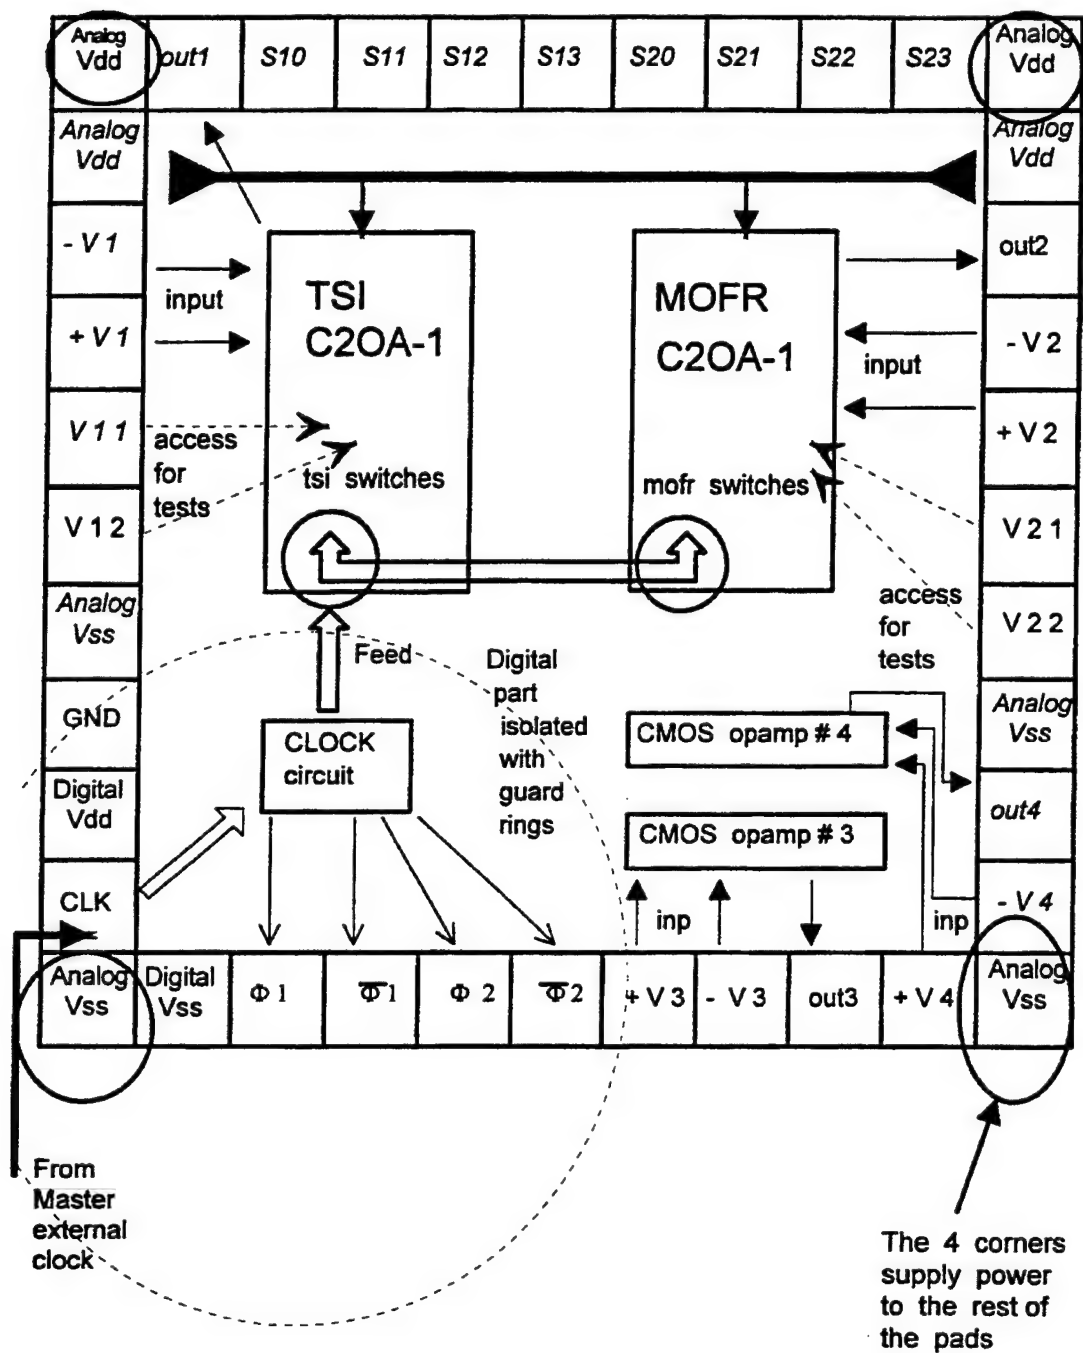 Analog
Vdd
out1
S10
S11
S12
S13
S20
S21
S22
S23
Analog
Vdd
Analog
Vdd
- V 1
+ V 1
V 1 1
V 1 2
Analog
Vss
GND
Digital
Vdd
CLK
Analog
Vss
input
access
for
tests
TSI
C2OA-1
tsi switches
MOFR
C2OA-1
mofr switches
input
access
for
tests
Analog
Vdd
out2
- V 2
+ V 2
V 2 1
V 2 2
Analog
Vss
out4
- V 4
Analog
Vss
Feed
CLOCK
circuit
Digital
part
isolated
with
guard
rings
CMOS opamp # 4
CMOS opamp # 3
inp
inp
Digital
Vss
Φ 1
Φ̅ 1
Φ 2
Φ̅ 2
+ V 3
- V 3
out3
+ V 4
From
Master
external
clock
The 4 corners
supply power
to the rest of
the pads